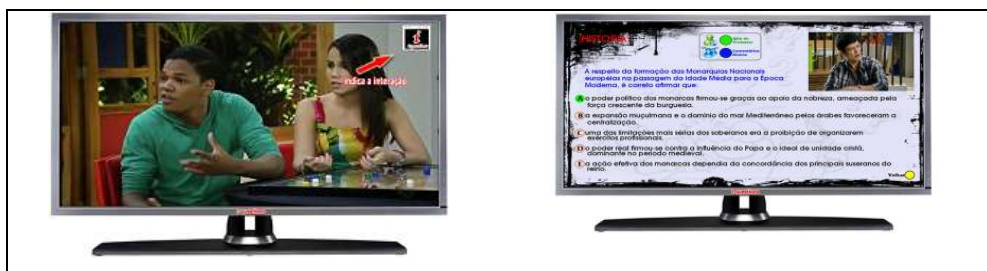 indica a interação
HISTÓRIA
A respeito da formação das Monarquias Nacionais
européias na passagem da Idade Média para a Época
Moderna, é correto afirmar que:
A o poder político dos monarcas firmou-se graças ao apoio da nobreza, ameaçada pela
força crescente da burguesia.
B a expansão muçulmana e o domínio do mar Mediterrâneo pelos árabes favoreceram a
centralização.
C uma das limitações mais sérias dos soberanos era a proibição de organizarem
exércitos profissionais.
D o poder real firmou se contra a influência do Papa e o ideal de unidade cristã,
dominante no período medieval.
E a ação efetiva dos monarcas dependia da concordância dos principais suseranos do
reino.
Voltar